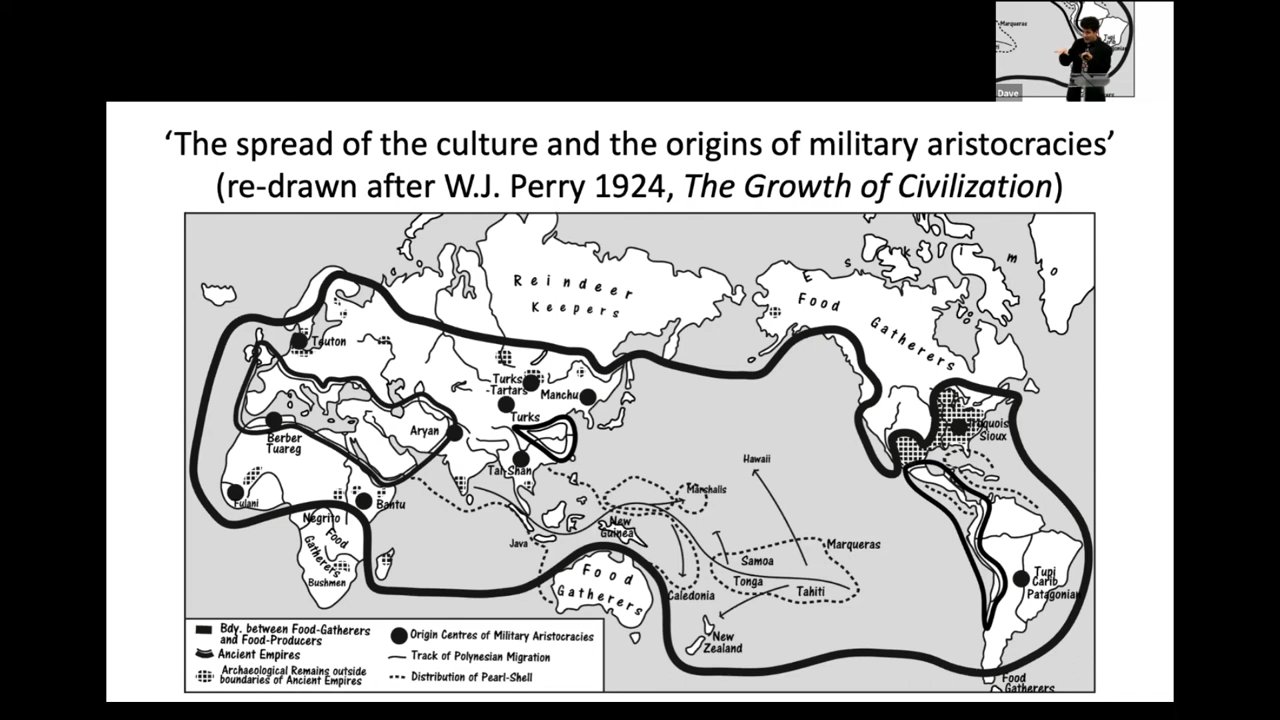 Dave
‘The spread of the culture and the origins of military aristocracies’
(re-drawn after W.J. Perry 1924, The Growth of Civilization)
Reindeer
Keepers
E s k i m o
Food
Gatherers
Teuton
Turks
-Tartars
Manchu
Turks
Aryan
Berber
Tuareg
Tai-Shan
Iroquois
Sioux
Hawaii
Fulani
Bantu
Marshalls
Negrito
New
Guinea
Food
Gatherers
Java
Marqueras
Bushmen
Samoa
Food
Gatherers
Tonga
Tahiti
Caledonia
Tupi
Carib
Patagonian
New
Zealand
Food
Gatherers
Bdy. between Food-Gatherers
and Food-Producers
Ancient Empires
Archaeological Remains outside
boundaries of Ancient Empires
Origin Centres of Military Aristocracies
Track of Polynesian Migration
Distribution of Pearl-Shell